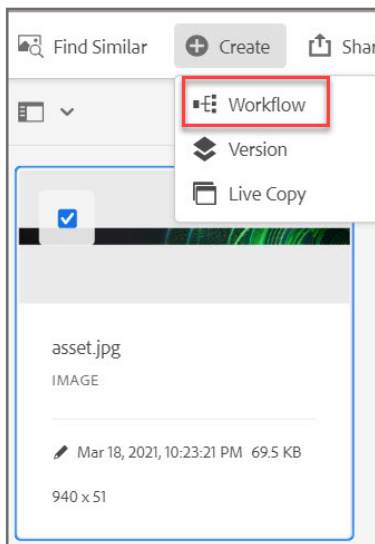 Find Similar
Create
Shar
Workflow
Version
Live Copy
asset.jpg
IMAGE
Mar 18, 2021, 10:23:21 PM 69.5 KB
940 x 51